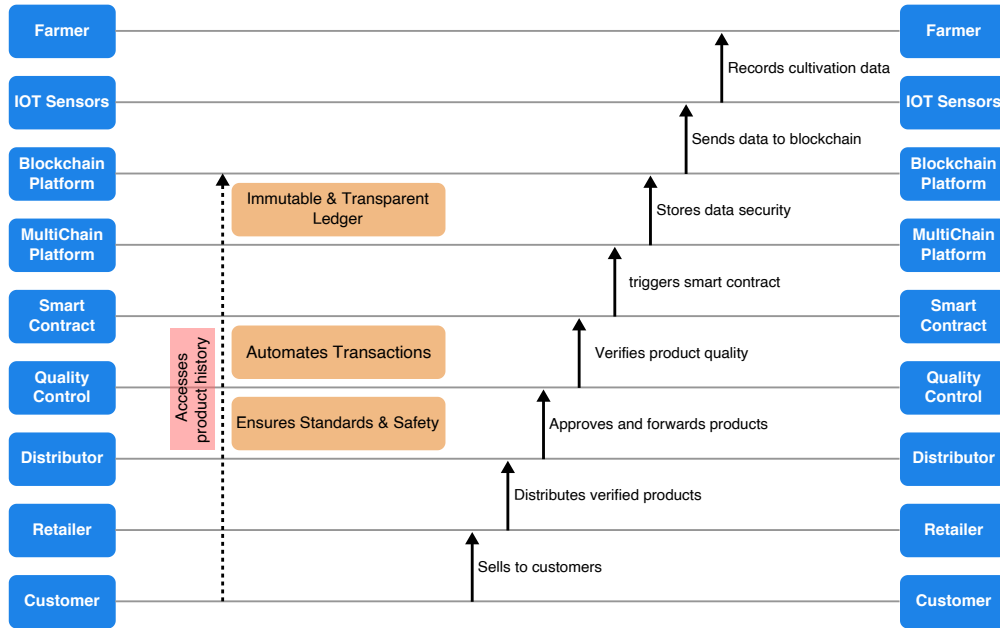 Farmer
Farmer
Records cultivation data
IOT Sensors
IOT Sensors
Sends data to blockchain
Blockchain
Platform
Blockchain
Platform
Immutable & Transparent
Ledger
Stores data security
MultiChain
Platform
MultiChain
Platform
triggers smart contract
Smart
Contract
Smart
Contract
Accesses
product history
Automates Transactions
Verifies product quality
Quality
Control
Quality
Control
Ensures Standards & Safety
Approves and forwards products
Distributor
Distributor
Distributes verified products
Retailer
Retailer
Sells to customers
Customer
Customer